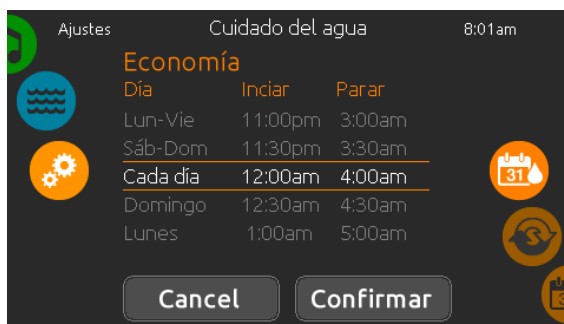 Ajustes Cuidado del agua 8:01am
Economía
Día Inciar Parar
Lun-Vie 11:00pm 3:00am
Sáb-Dom 11:30pm 3:30am
Cada día 12:00am 4:00am
31
Domingo 12:30am 4:30am
Lunes 1:00am 5:00am
Cancel Confirmar